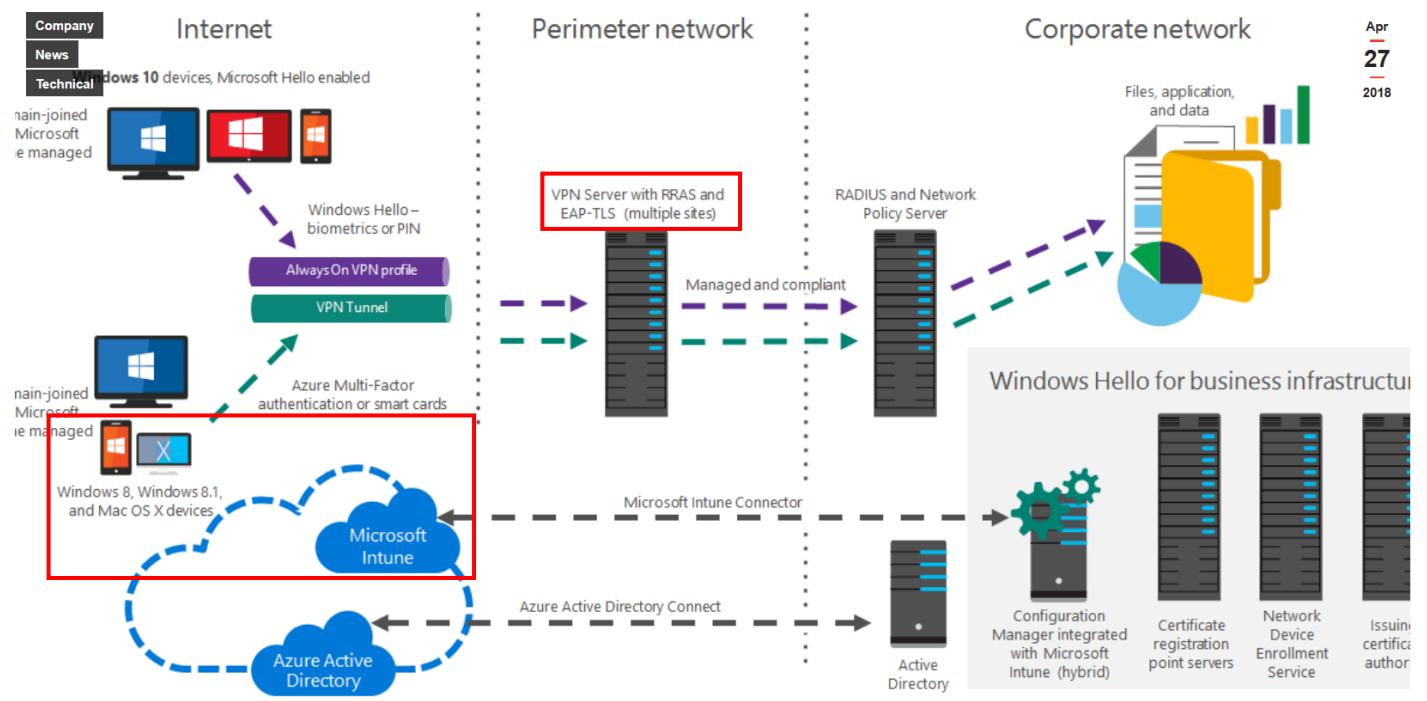 Company
News
Technical
Internet
Perimeter network
Corporate network
Apr
27
2018
Windows 10 devices, Microsoft Hello enabled
Microsoft
managed
Windows Hello –
biometrics or PIN
Always On VPN profile
VPN Tunnel
VPN Server with RRAS and
EAP-TLS (multiple sites)
Managed and compliant
RADIUS and Network
Policy Server
Files, application,
and data
Microsoft
managed
Azure Multi-Factor
authentication or smart cards
X
Windows 8, Windows 8.1,
and Mac OS X devices
Microsoft
Intune
Microsoft Intune Connector
Azure Active Directory Connect
Azure Active
Directory
Active
Directory
Windows Hello for business
Configuration
Manager integrated
with Microsoft
Intune (hybrid)
Certificate
registration
point servers
Network
Device
Enrollment
Service